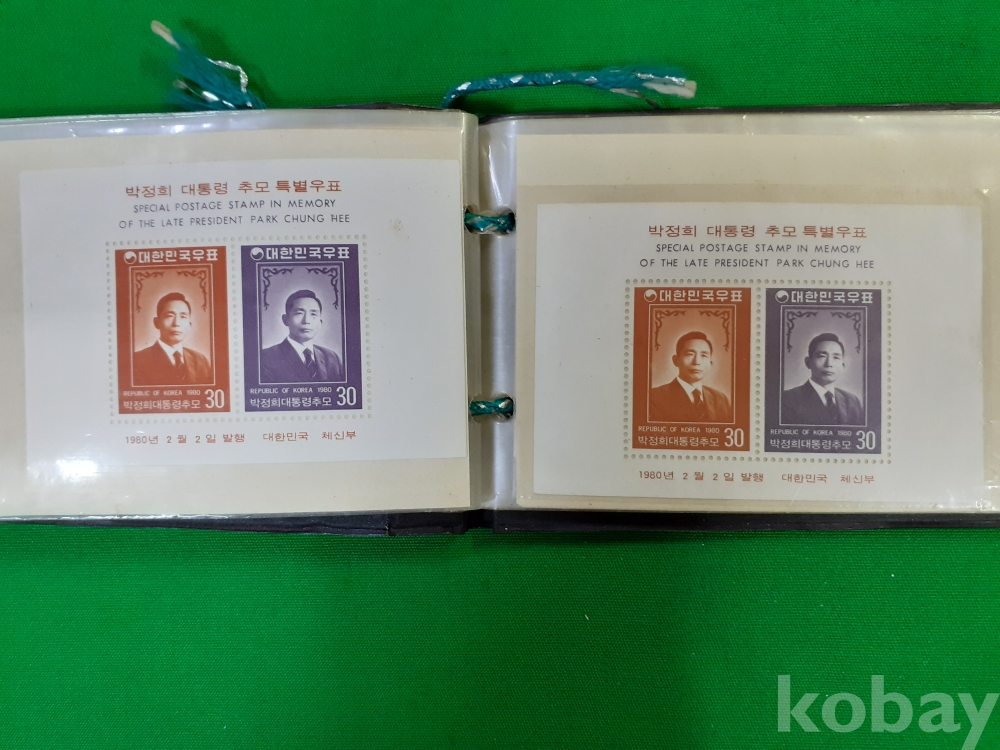 박정희 대통령 추모 특별우표
SPECIAL POSTAGE STAMP IN MEMORY
OF THE LATE PRESIDENT PARK CHUNG HEE
대한민국우표
REPUBLIC OF KOREA 1980
박정희대통령추모 30
대한민국우표
REPUBLIC OF KOREA 1980
박정희대통령추모 30
1980년 2 월 2 일 발행 대한민국 체신부
박정희 대통령 추모 특별우표
SPECIAL POSTAGE STAMP IN MEMORY
OF THE LATE PRESIDENT PARK CHUNG HEE
대한민국우표
REPUBLIC OF KOREA 1980
박정희대통령추모 30
대한민국우표
REPUBLIC OF KOREA 1980
박정희대통령추모 30
1980년 2 월 2 일 발행 대한민국 체신부
kobay